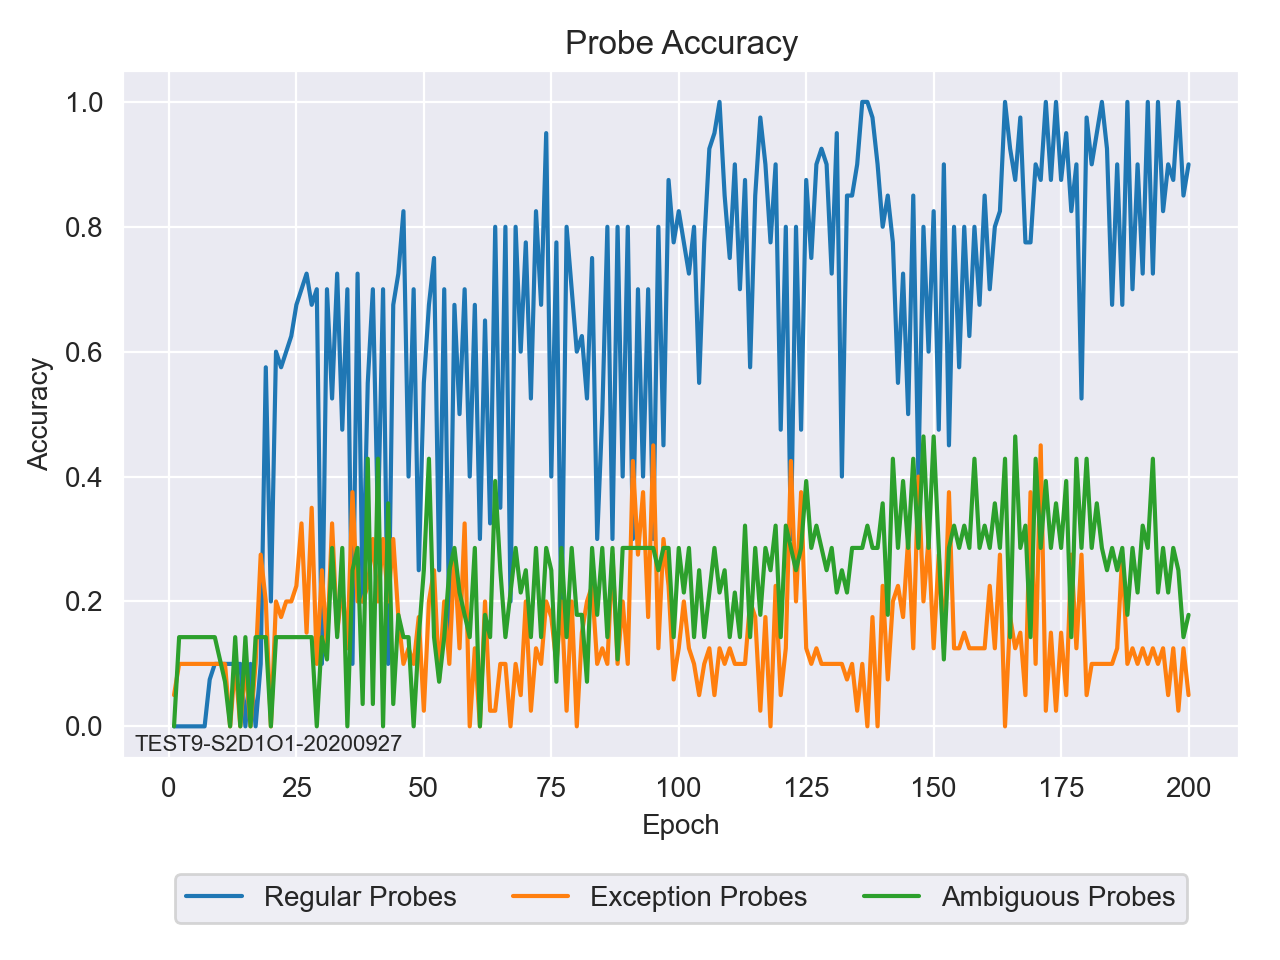 Probe Accuracy
1.0
0.8
0.6
0.4
0.2
0.0
Accuracy
TEST9-S2D1O1-20200927
0 25 50 75 100 125 150 175 200
Epoch
Regular Probes Exception Probes Ambiguous Probes